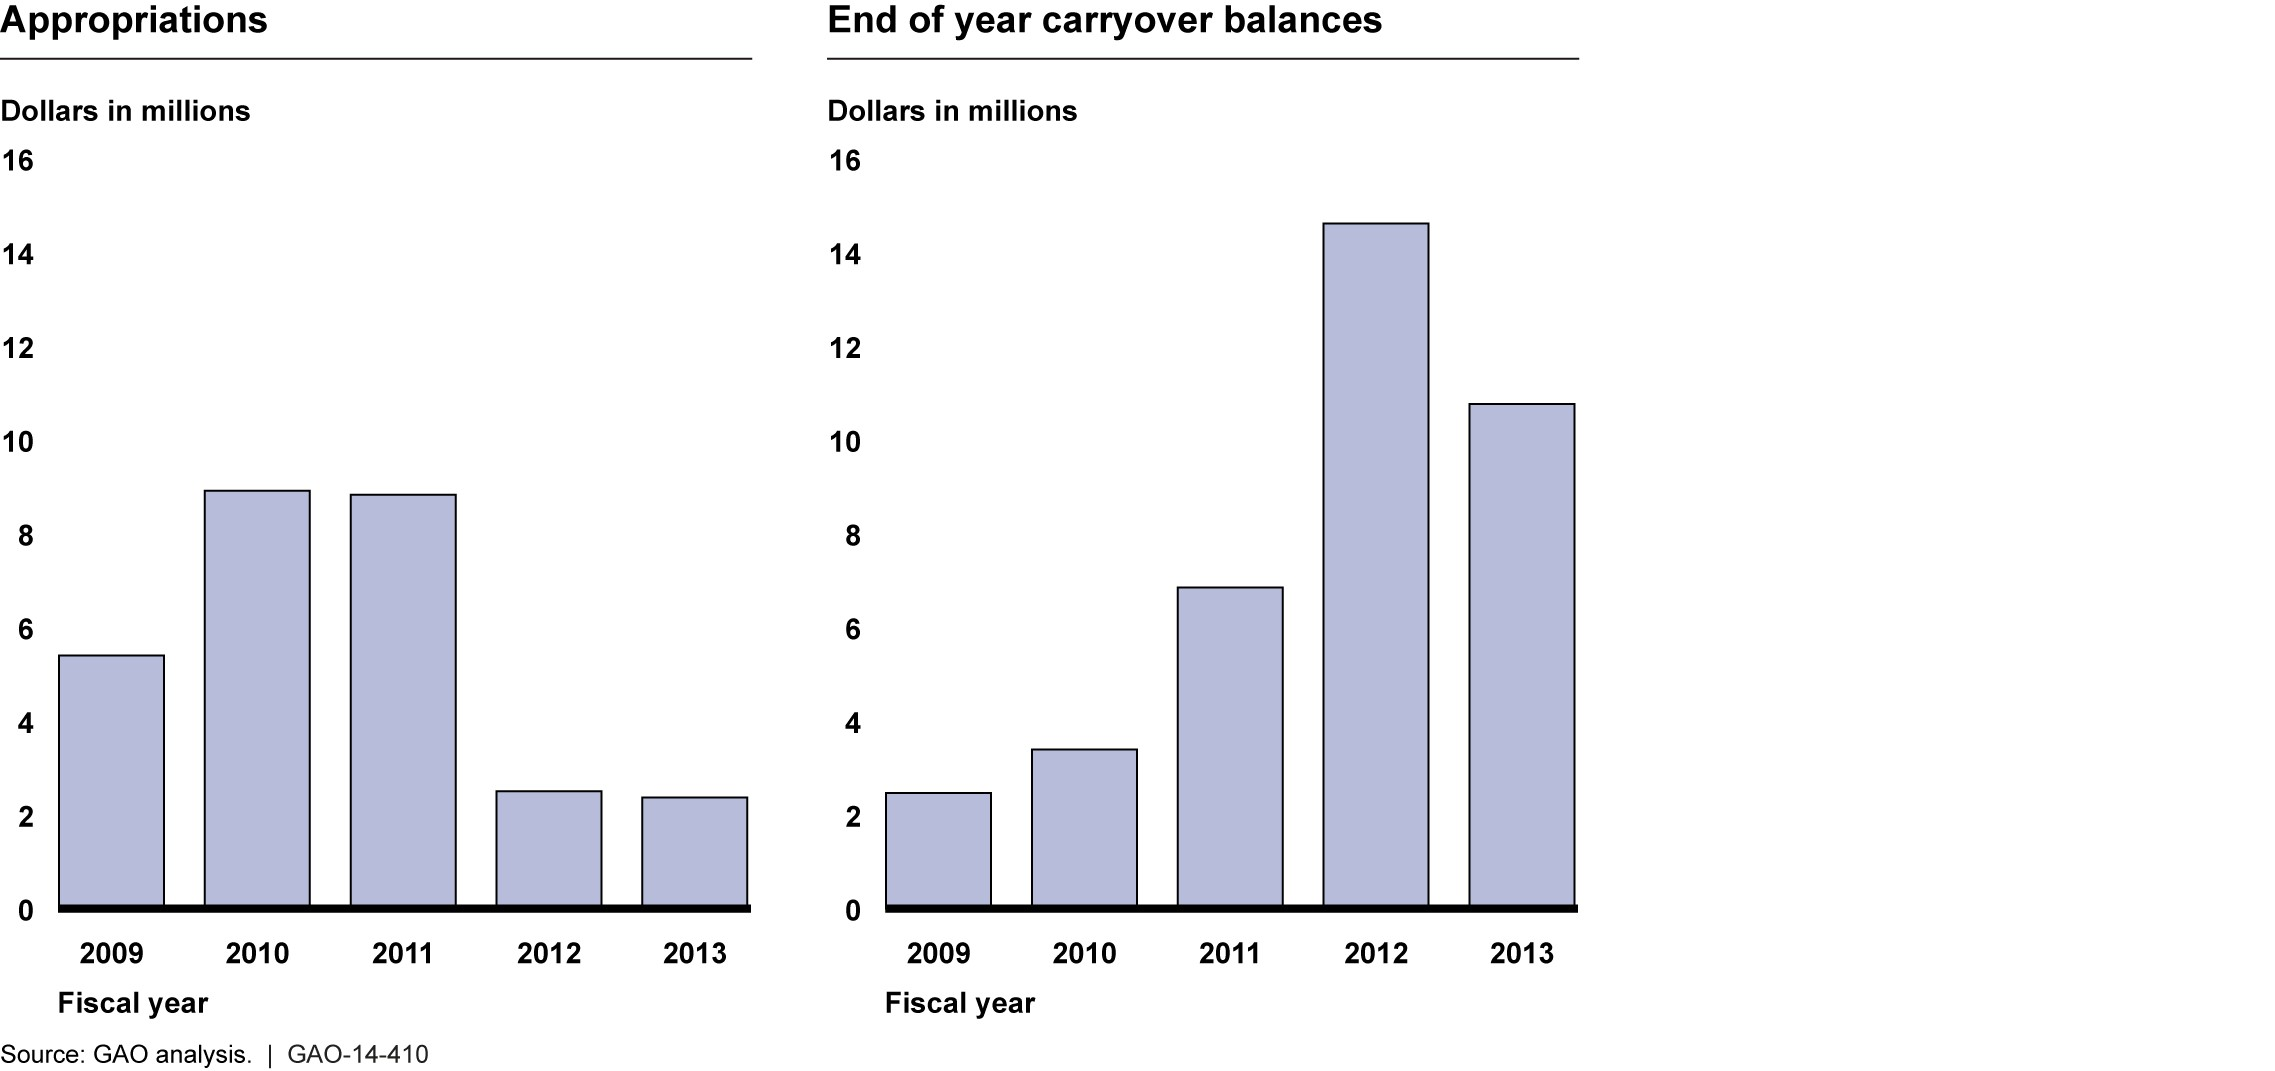 Appropriations
Dollars in millions
16
14
12
10
8
6
4
2
0
2009 2010 2011 2012 2013
Fiscal year
End of year carryover balances
Dollars in millions
16
14
12
10
8
6
4
2
0
2009 2010 2011 2012 2013
Fiscal year
Source: GAO analysis. | GAO-14-410